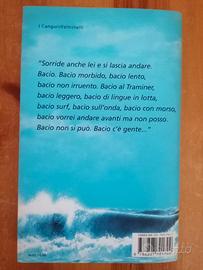 I Canguri/Feltrinelli
"Sorride anche lei e si lascia andare.
Bacio. Bacio morbido, bacio lento,
bacio non irruento. Bacio al Traminer,
bacio leggero, bacio di lingue in lotta,
bacio surf, bacio sull'onda, bacio con morso,
bacio vorrei andare avanti ma non posso.
Bacio non si può. Bacio c'è gente..."